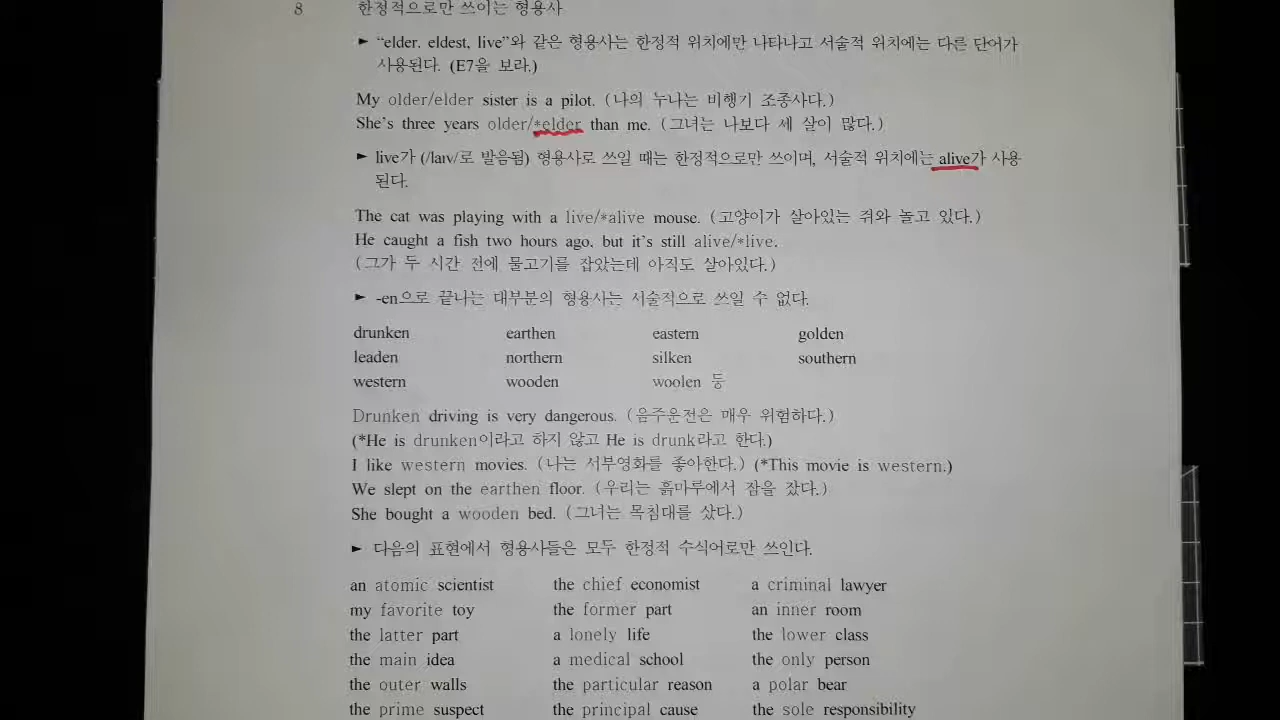 8 한정적으로만 쓰이는 형용사
► “elder, eldest, live”와 같은 형용사는 한정적 위치에만 나타나고 서술적 위치에는 다른 단어가
사용된다. (E7을 보라.)
My older/elder sister is a pilot. (나의 누나는 비행기 조종사다.)
She's three years older/*elder than me. (그녀는 나보다 세 살이 많다.)
► live가 (/laɪv/로 발음됨) 형용사로 쓰일 때는 한정적으로만 쓰이며, 서술적 위치에는 alive가 사용
된다.
The cat was playing with a live/*alive mouse. (고양이가 살아있는 쥐와 놀고 있다.)
He caught a fish two hours ago, but it's still alive/*live.
(그가 두 시간 전에 물고기를 잡았는데 아직도 살아있다.)
► -en으로 끝나는 대부분의 형용사는 서술적으로 쓰일 수 없다.
drunken earthen eastern golden
leaden northern silken southern
western wooden woolen 등
Drunken driving is very dangerous. (음주운전은 매우 위험하다.)
(*He is drunken이라고 하지 않고 He is drunk라고 한다.)
I like western movies. (나는 서부영화를 좋아한다.) (*This movie is western.)
We slept on the earthen floor. (우리는 흙마루에서 잠을 잤다.)
She bought a wooden bed. (그녀는 목침대를 샀다.)
► 다음의 표현에서 형용사들은 모두 한정적 수식어로만 쓰인다.
an atomic scientist the chief economist a criminal lawyer
my favorite toy the former part an inner room
the latter part a lonely life the lower class
the main idea a medical school the only person
the outer walls the particular reason a polar bear
the prime suspect the principal cause the sole responsibility